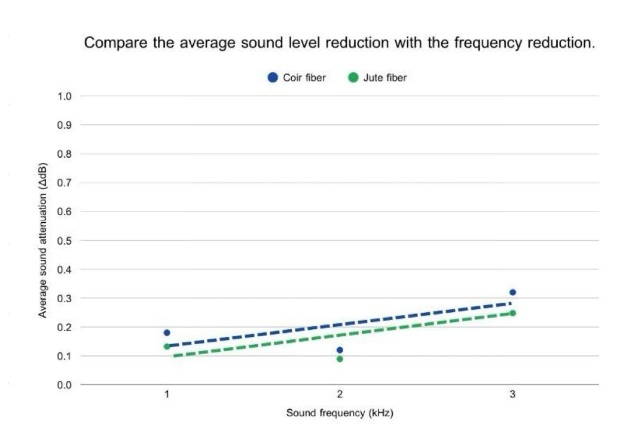 Compare the average sound level reduction with the frequency reduction.
Coir fiber
Jute fiber
Average sound attenuation (ΔdB)
1.0
0.9
0.8
0.7
0.6
0.5
0.4
0.3
0.2
0.1
0.0
1
2
3
Sound frequency (kHz)